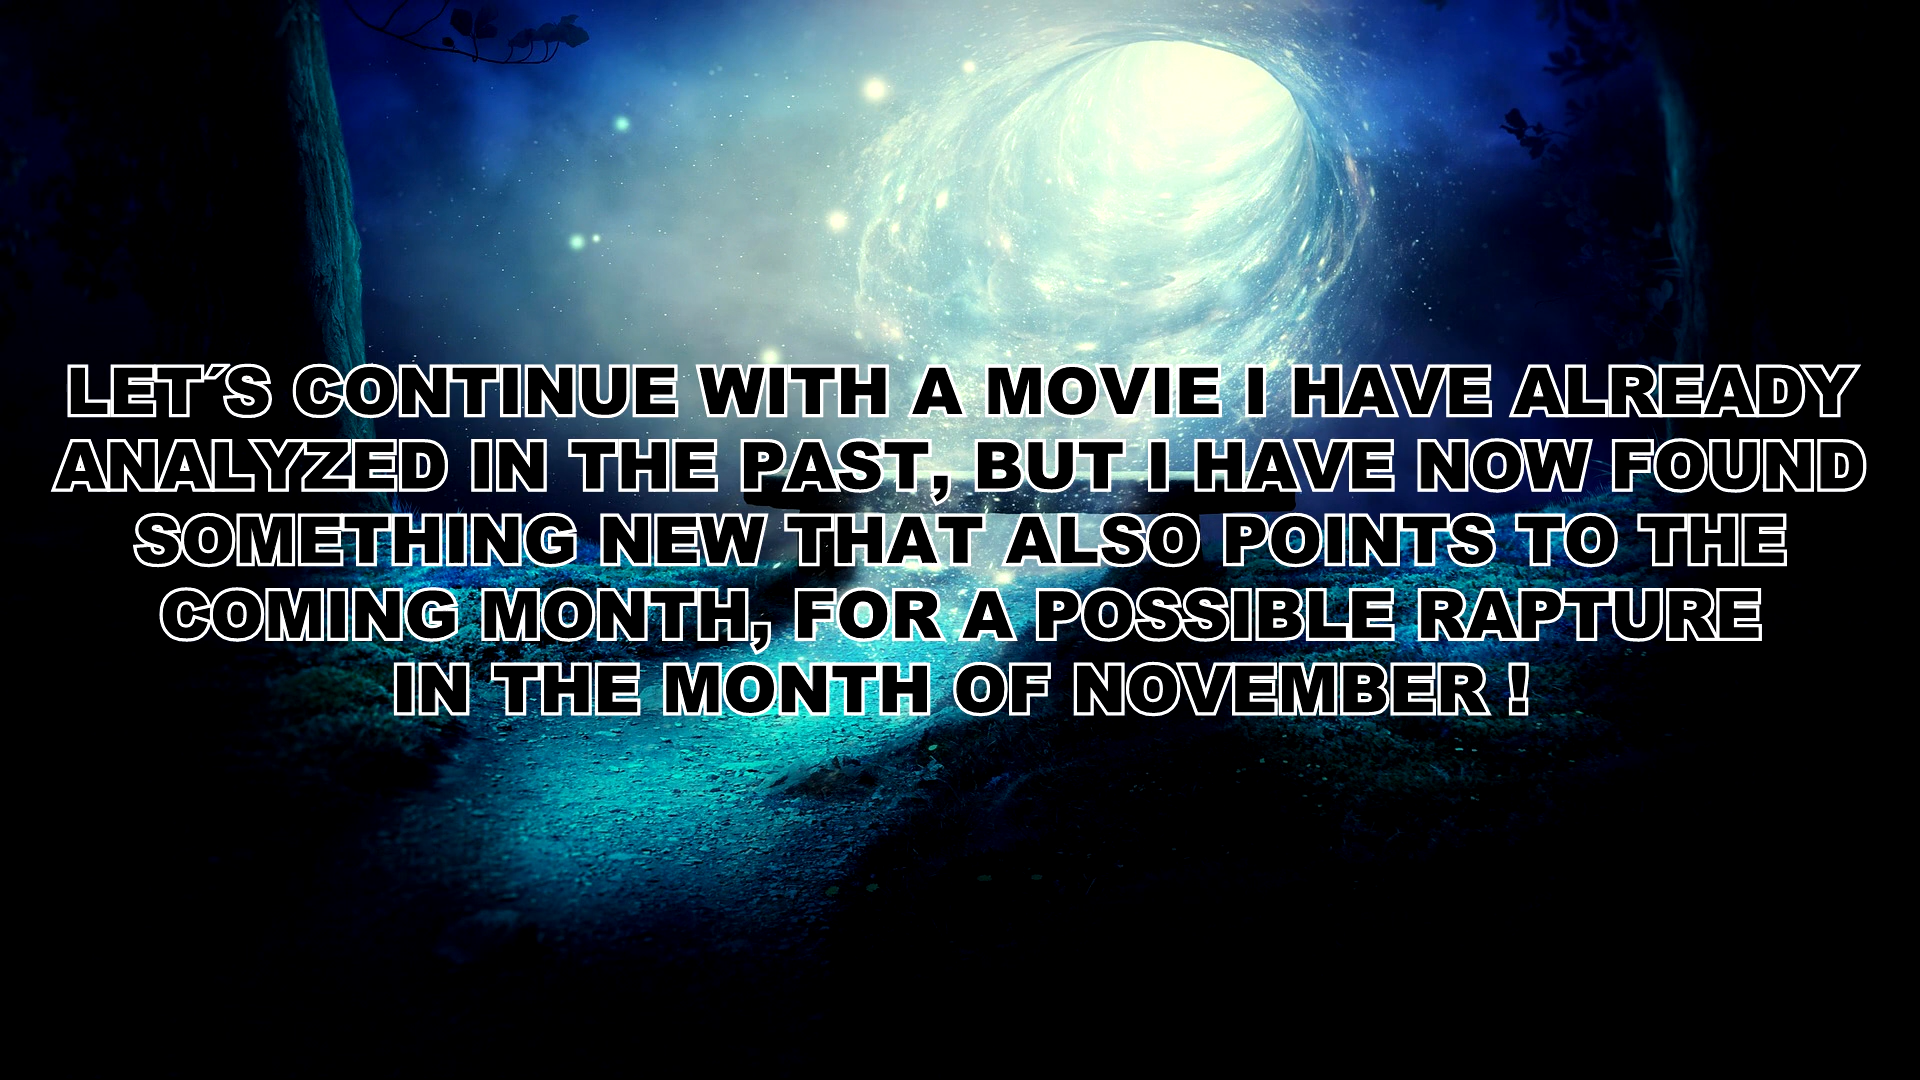 LET´S CONTINUE WITH A MOVIE I HAVE ALREADY
ANALYZED IN THE PAST, BUT I HAVE NOW FOUND
SOMETHING NEW THAT ALSO POINTS TO THE
COMING MONTH, FOR A POSSIBLE RAPTURE
IN THE MONTH OF NOVEMBER !